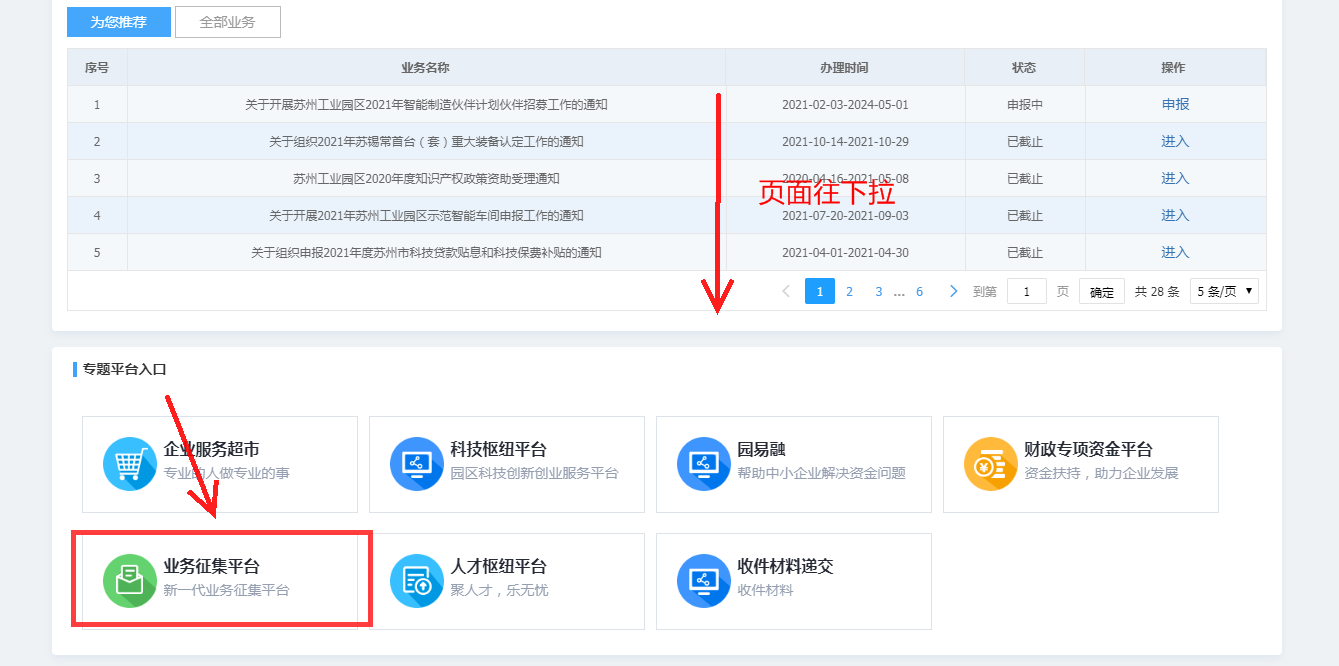 为您推荐 全部业务
序号 业务名称 办理时间 状态 操作
1 关于开展苏州工业园区2021年智能制造伙伴计划伙伴招募工作的通知 2021-02-03-2024-05-01 申报中 申报
2 关于组织2021年苏锡常首台（套）重大装备认定工作的通知 2021-10-14-2021-10-29 已截止 进入
3 苏州工业园区2020年度知识产权政策资助受理通知 2020-04-16-2021-05-08 已截止 进入
页面往下拉
4 关于开展2021年苏州工业园区示范智能车间申报工作的通知 2021-07-20-2021-09-03 已截止 进入
5 关于组织申报2021年度苏州市科技贷款贴息和科技保费补贴的通知 2021-04-01-2021-04-30 已截止 进入
1 2 3 ... 6 到第 1 页 确定 共 28 条 5 条/页
专题平台入口
企业服务超市 科技枢纽平台 园易融 财政专项资金平台
专业的人做专业的事 园区科技创新创业服务平台 帮助中小企业解决资金问题 资金扶持，助力企业发展
业务征集平台 人才枢纽平台 收件材料递交
新一代业务征集平台 聚人才，乐无忧 收件材料